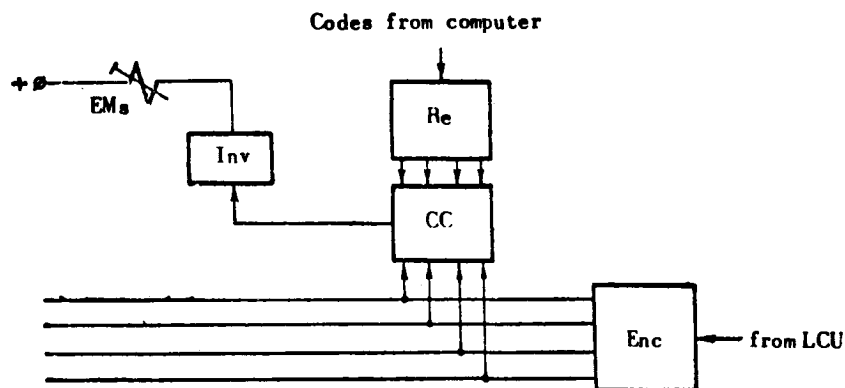 Codes from computer
+
EMs
Re
Inv
CC
Enc
from LCU